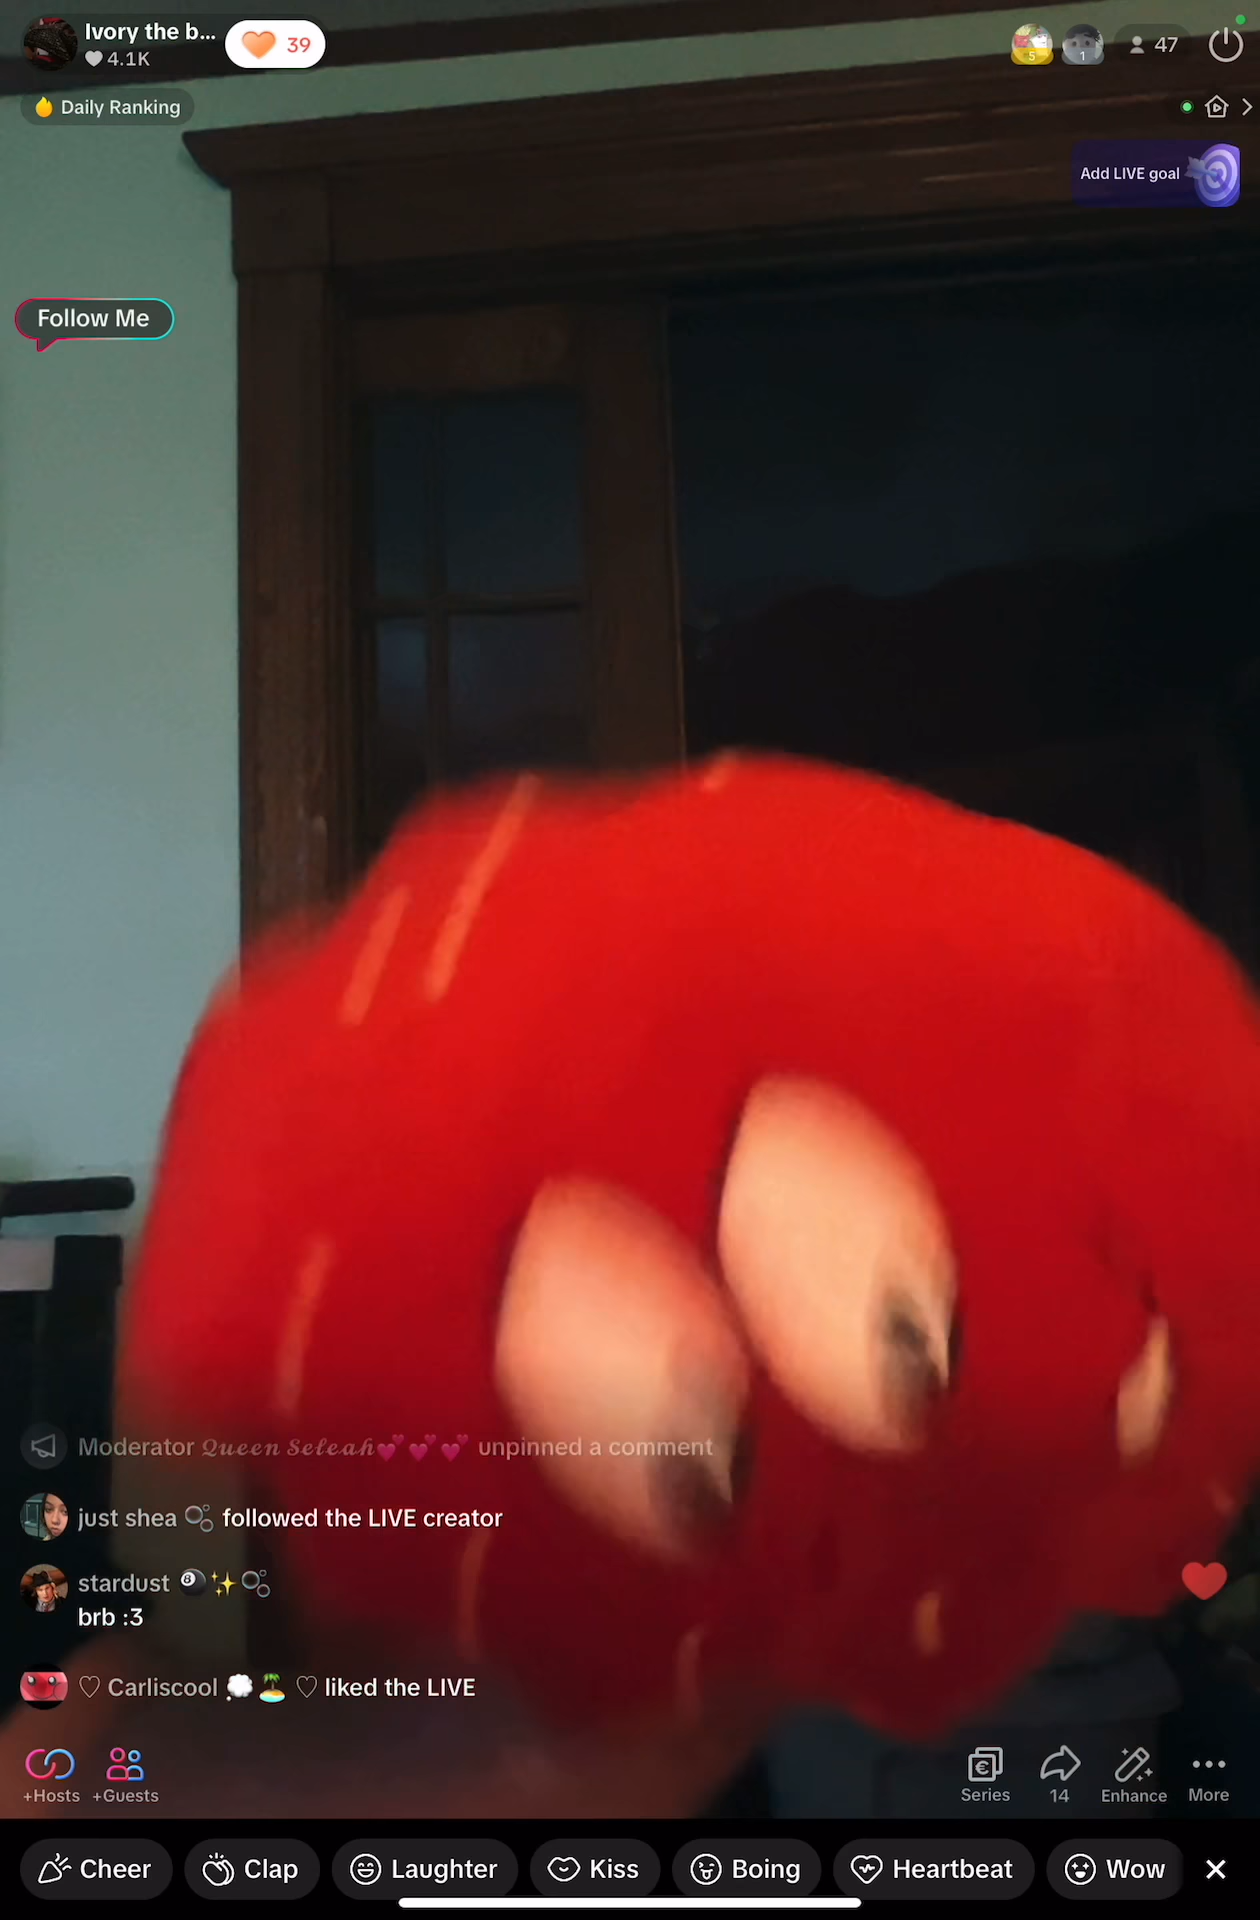 Ivory the b...
4.1K
39
5
1
47
Daily Ranking
Add LIVE goal
Follow Me
Moderator 𝓠𝓾𝓮𝓮𝓷 𝓢𝓮𝓵𝓮𝓪𝓱💕💕💕 unpinned a comment
just shea 🫧 followed the LIVE creator
stardust 🎱✨🫧
brb :3
♡ Carliscool 💭🏝️ ♡ liked the LIVE
+Hosts
+Guests
Series
14
Enhance
More
Cheer
Clap
Laughter
Kiss
Boing
Heartbeat
Wow